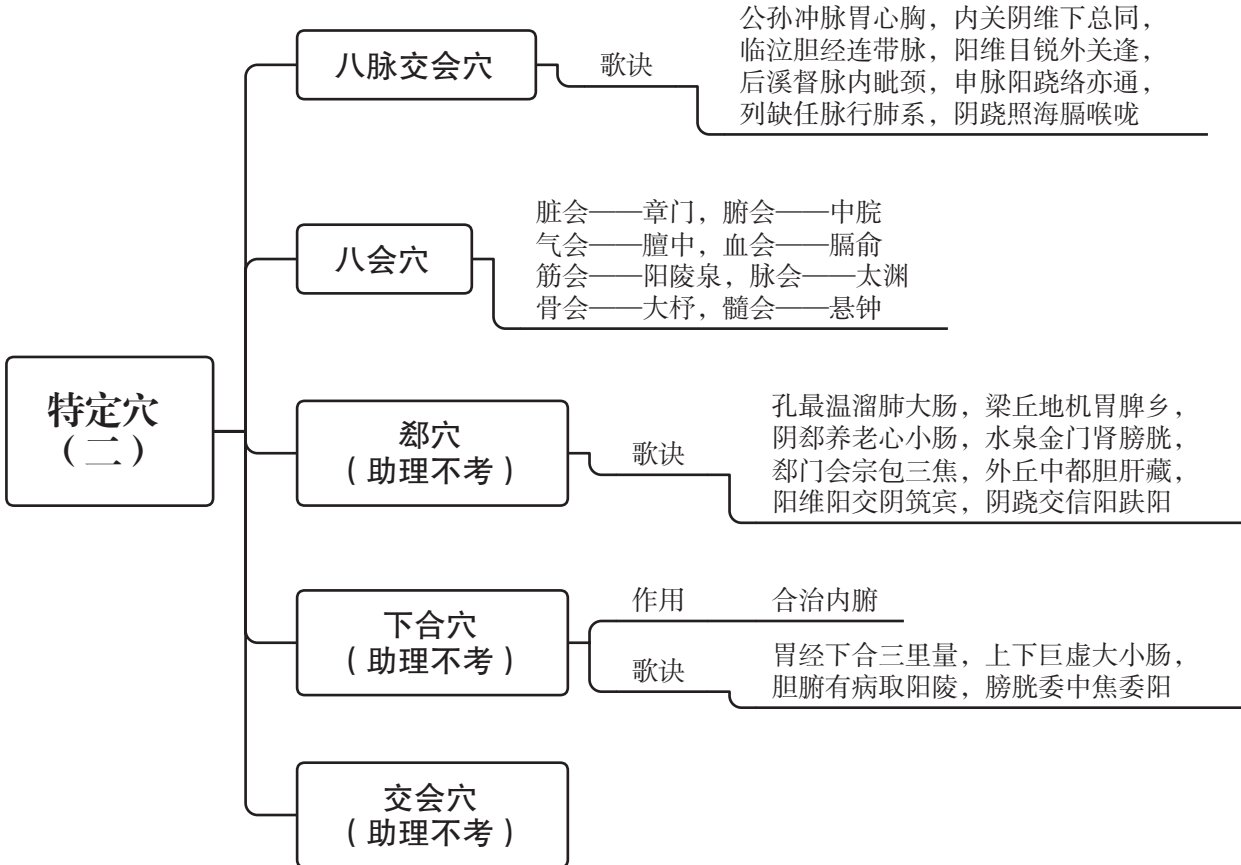 特定穴
（二）
八脉交会穴
歌诀
公孙冲脉胃心胸，内关阴维下总同，
临泣胆经连带脉，阳维目锐外关逢，
后溪督脉内眦颈，申脉阳跷络亦通，
列缺任脉行肺系，阴跷照海膈喉咙
八会穴
脏会——章门，腑会——中脘
气会——膻中，血会——膈俞
筋会——阳陵泉，脉会——太渊
骨会——大杼，髓会——悬钟
郄穴
（助理不考）
歌诀
孔最温溜肺大肠，梁丘地机胃脾乡，
阴郄养老心小肠，水泉金门肾膀胱，
郄门会宗包三焦，外丘中都胆肝藏，
阳维阳交阴筑宾，阴跷交信阳趺阳
下合穴
（助理不考）
作用
合治内腑
歌诀
胃经下合三里量，上下巨虚大小肠，
胆腑有病取阳陵，膀胱委中焦委阳
交会穴
（助理不考）